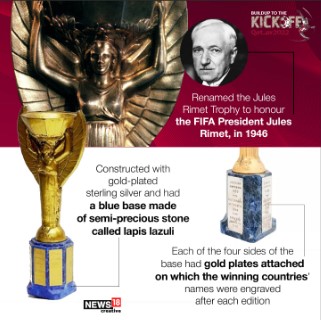 BUILDUP TO THE
KICKOFF
Renamed the Jules
Rimet Trophy to honour
the FIFA President Jules
Rimet, in 1946
Constructed with
gold-plated
sterling silver and had
a blue base made
of semi-precious stone
called lapis lazuli
Each of the four sides of the
base had gold plates attached
on which the winning countries'
names were engraved
after each edition
NEWS18
creative